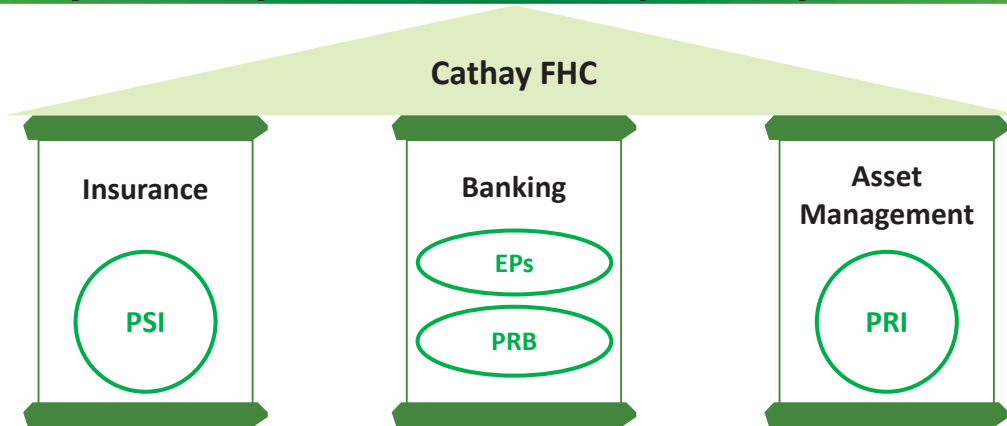 Cathay FHC
Insurance
Banking
Asset
Management
PSI
EPs
PRB
PRI